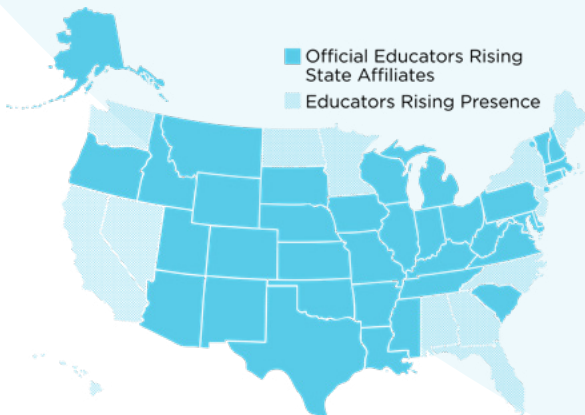 Official Educators Rising
State Affiliates
Educators Rising Presence